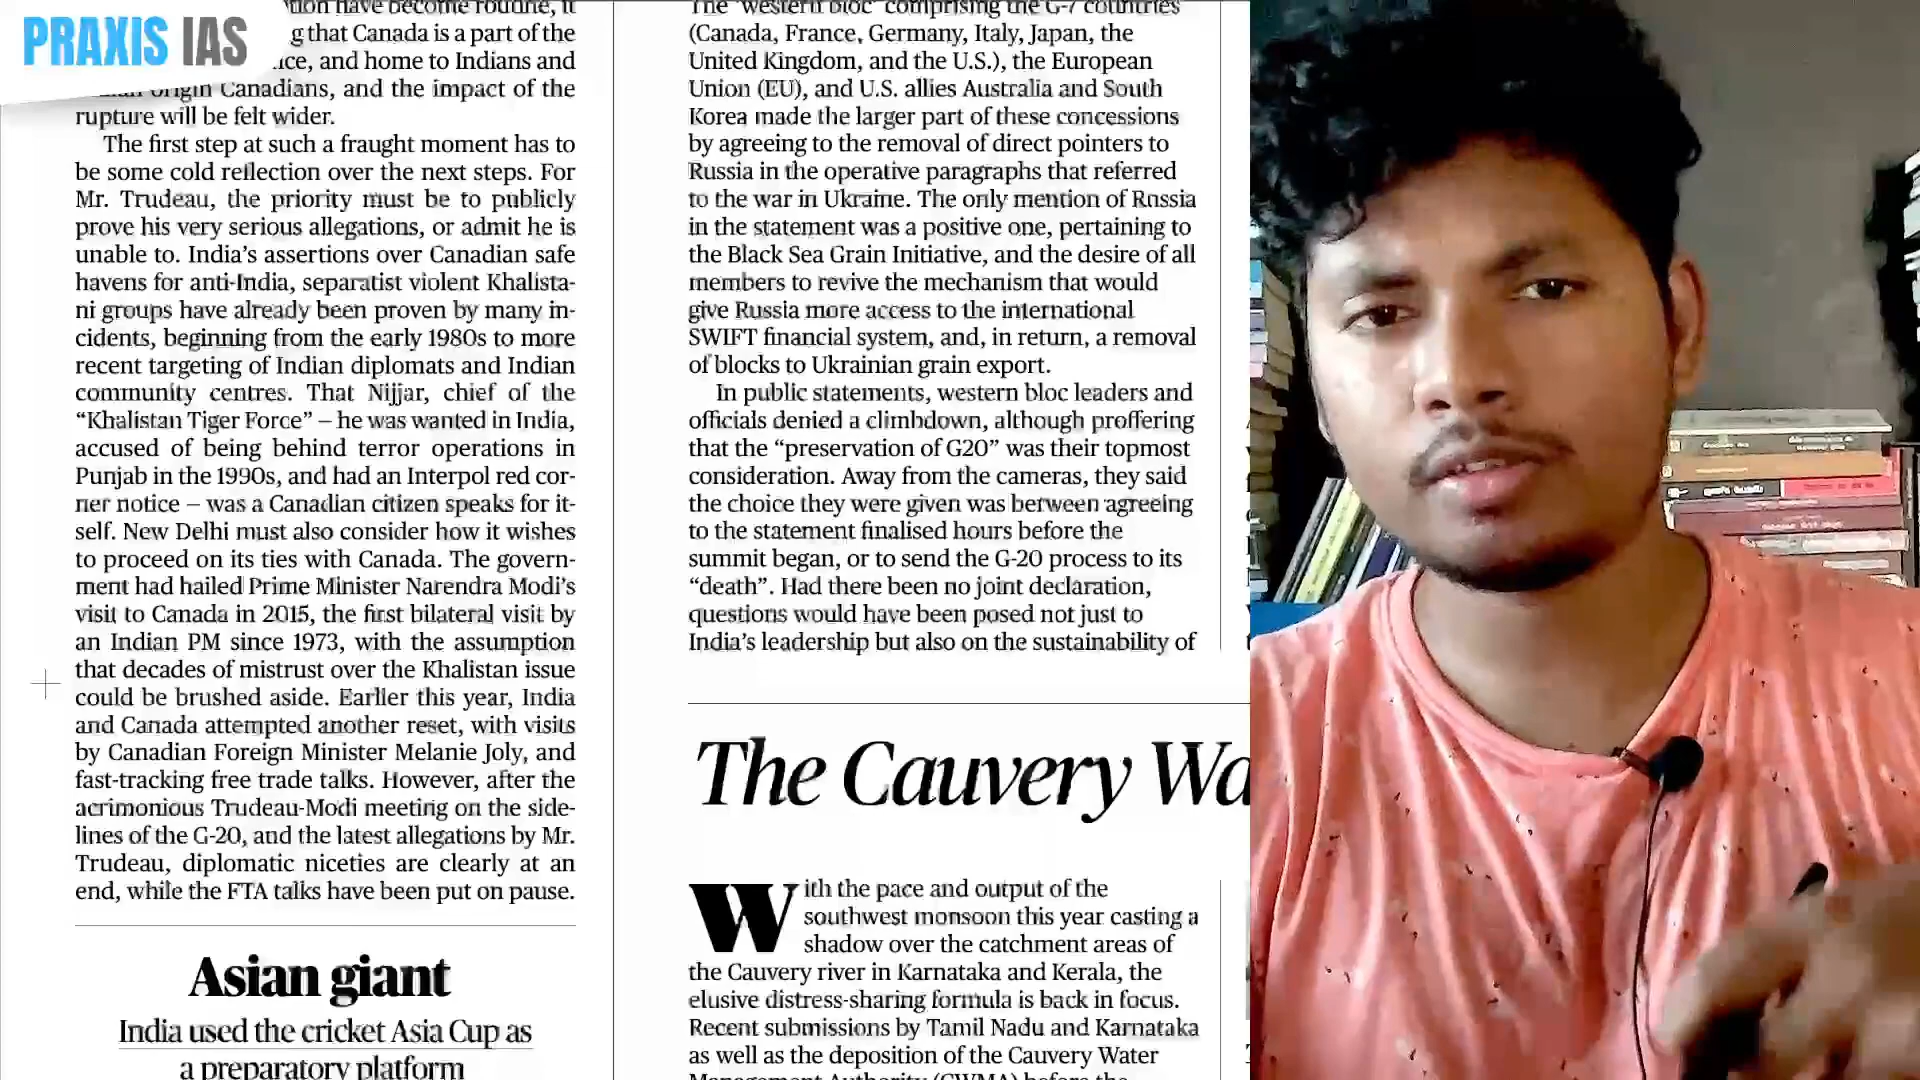 PRAXIS IAS
have become routine, it
g that Canada is a part of the
and home to Indians and
origin Canadians, and the impact of the
rupture will be felt wider.
The first step at such a fraught moment has to
be some cold reflection over the next steps. For
Mr. Trudeau, the priority must be to publicly
prove his very serious allegations, or admit he is
unable to. India’s assertions over Canadian safe
havens for anti-India, separatist violent Khalista-
ni groups have already been proven by many in-
cidents, beginning from the early 1980s to more
recent targeting of Indian diplomats and Indian
community centres. That Nijjar, chief of the
“Khalistan Tiger Force” – he was wanted in India,
accused of being behind terror operations in
Punjab in the 1990s, and had an Interpol red cor-
ner notice – was a Canadian citizen speaks for it-
self. New Delhi must also consider how it wishes
to proceed on its ties with Canada. The govern-
ment had hailed Prime Minister Narendra Modi’s
visit to Canada in 2015, the first bilateral visit by
an Indian PM since 1973, with the assumption
that decades of mistrust over the Khalistan issue
could be brushed aside. Earlier this year, India
and Canada attempted another reset, with visits
by Canadian Foreign Minister Melanie Joly, and
fast-tracking free trade talks. However, after the
acrimonious Trudeau-Modi meeting on the side-
lines of the G-20, and the latest allegations by Mr.
Trudeau, diplomatic niceties are clearly at an
end, while the FTA talks have been put on pause.
Asian giant
India used the cricket Asia Cup as
a preparatory platform
The ‘western bloc’ comprising the G-7 countries
(Canada, France, Germany, Italy, Japan, the
United Kingdom, and the U.S.), the European
Union (EU), and U.S. allies Australia and South
Korea made the larger part of these concessions
by agreeing to the removal of direct pointers to
Russia in the operative paragraphs that referred
to the war in Ukraine. The only mention of Russia
in the statement was a positive one, pertaining to
the Black Sea Grain Initiative, and the desire of all
members to revive the mechanism that would
give Russia more access to the international
SWIFT financial system, and, in return, a removal
of blocks to Ukrainian grain export.
In public statements, western bloc leaders and
officials denied a climbdown, although proffering
that the “preservation of G20” was their topmost
consideration. Away from the cameras, they said
the choice they were given was between agreeing
to the statement finalised hours before the
summit began, or to send the G-20 process to its
“death”. Had there been no joint declaration,
questions would have been posed not just to
India’s leadership but also on the sustainability of
The Cauvery Wa
With the pace and output of the
southwest monsoon this year casting a
shadow over the catchment areas of
the Cauvery river in Karnataka and Kerala, the
elusive distress-sharing formula is back in focus.
Recent submissions by Tamil Nadu and Karnataka
as well as the deposition of the Cauvery Water
Management Authority (CWMA) before the